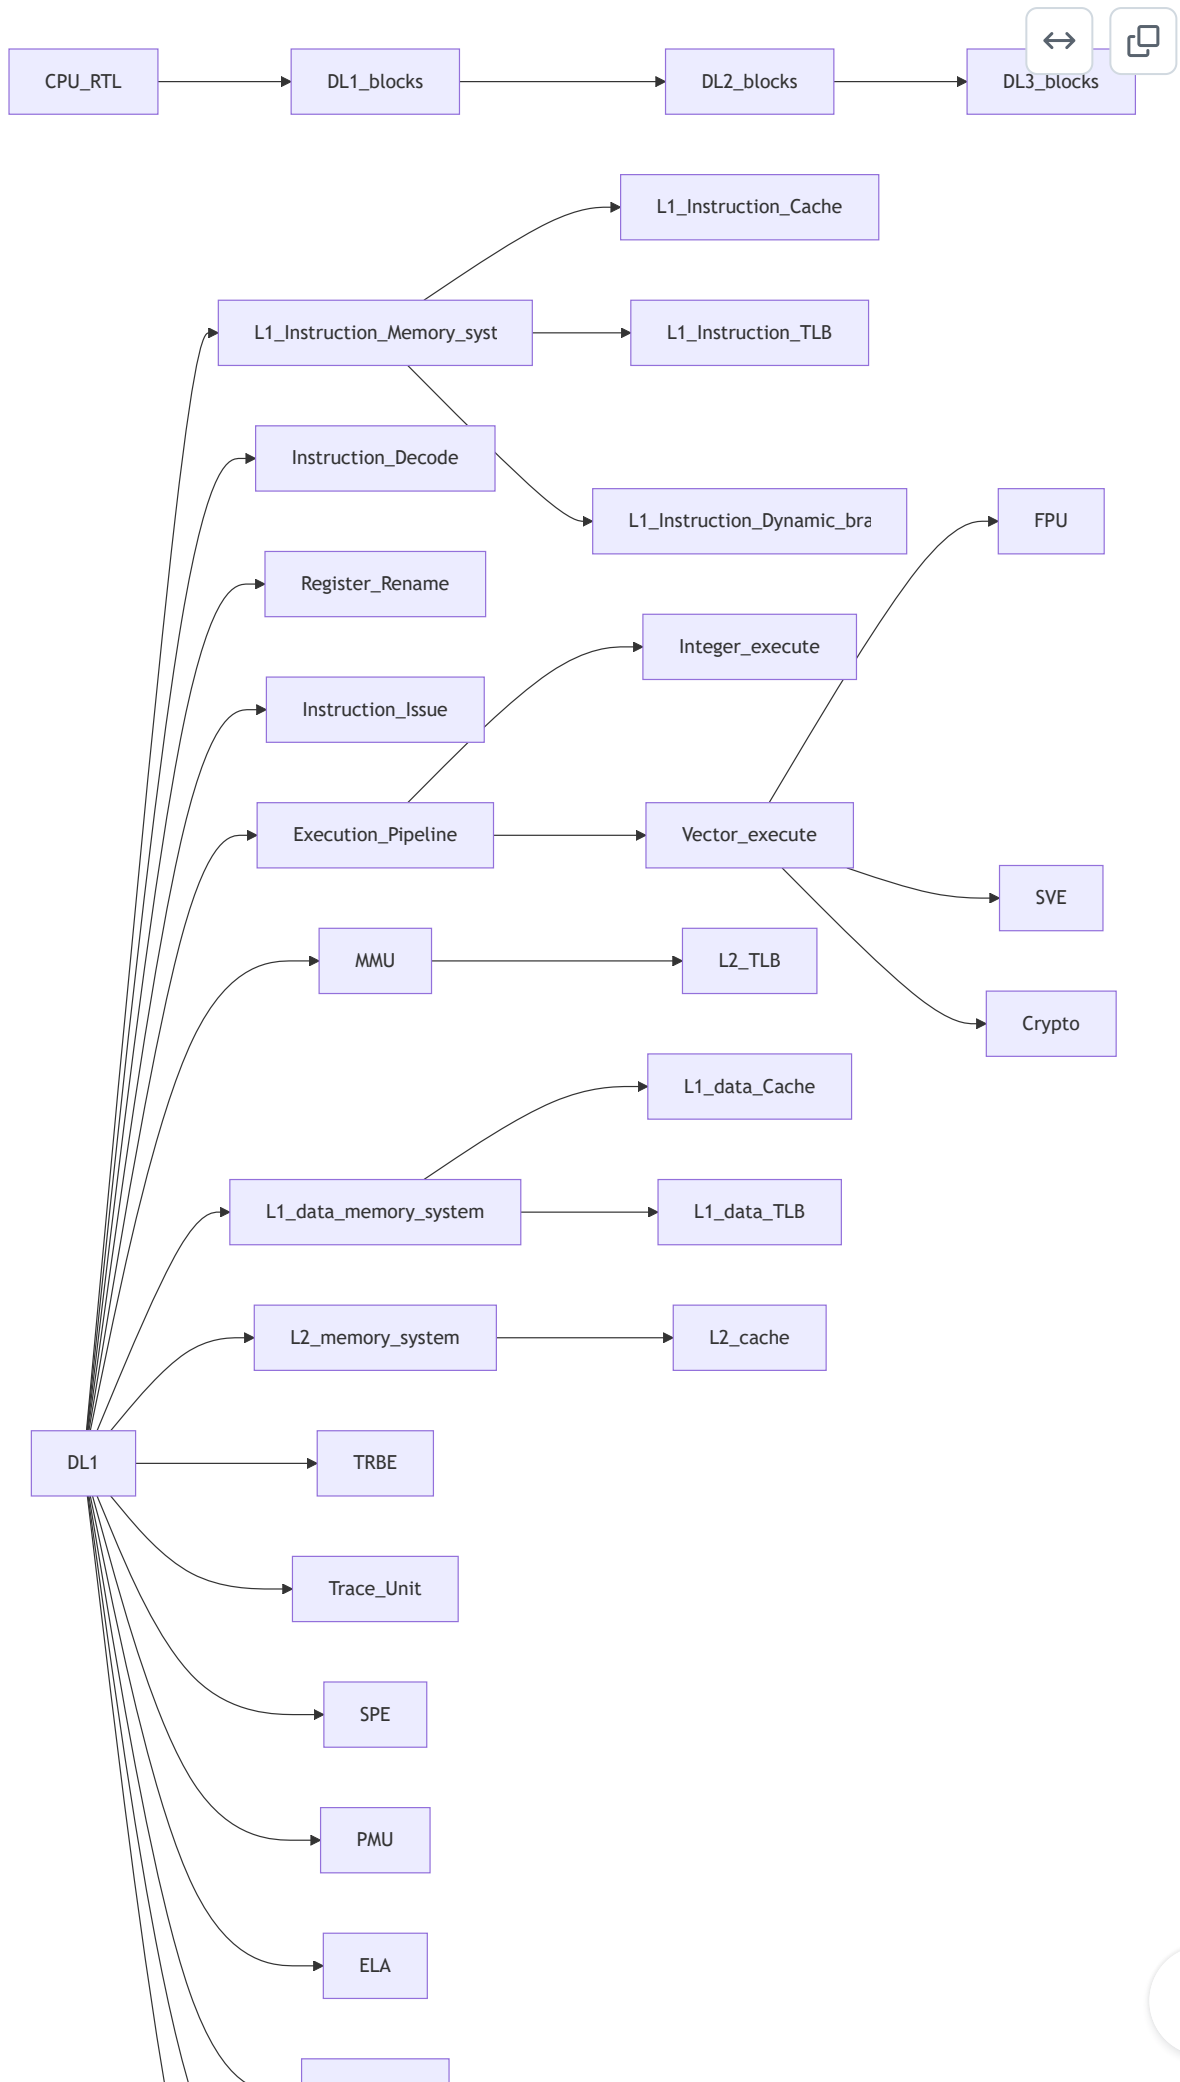 CPU_RTL
DL1_blocks
DL2_blocks
DL3_blocks
L1_Instruction_Cache
L1_Instruction_Memory_syst
L1_Instruction_TLB
Instruction_Decode
L1_Instruction_Dynamic_bra
FPU
Register_Rename
Integer_execute
Instruction_Issue
Execution_Pipeline
Vector_execute
SVE
MMU
L2_TLB
Crypto
L1_data_Cache
L1_data_memory_system
L1_data_TLB
L2_memory_system
L2_cache
DL1
TRBE
Trace_Unit
SPE
PMU
ELA